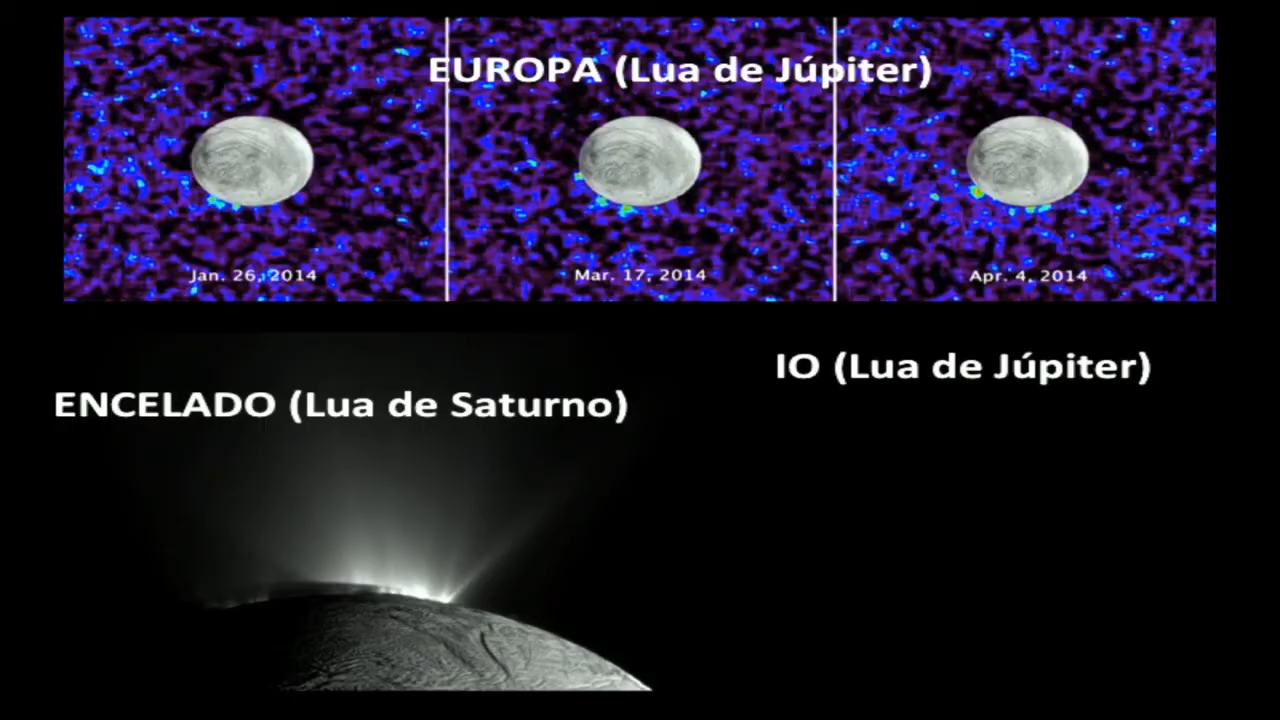 EUROPA (Lua de Júpiter)
Jan. 26, 2014
Mar. 17, 2014
Apr. 4, 2014
IO (Lua de Júpiter)
ENCELADO (Lua de Saturno)